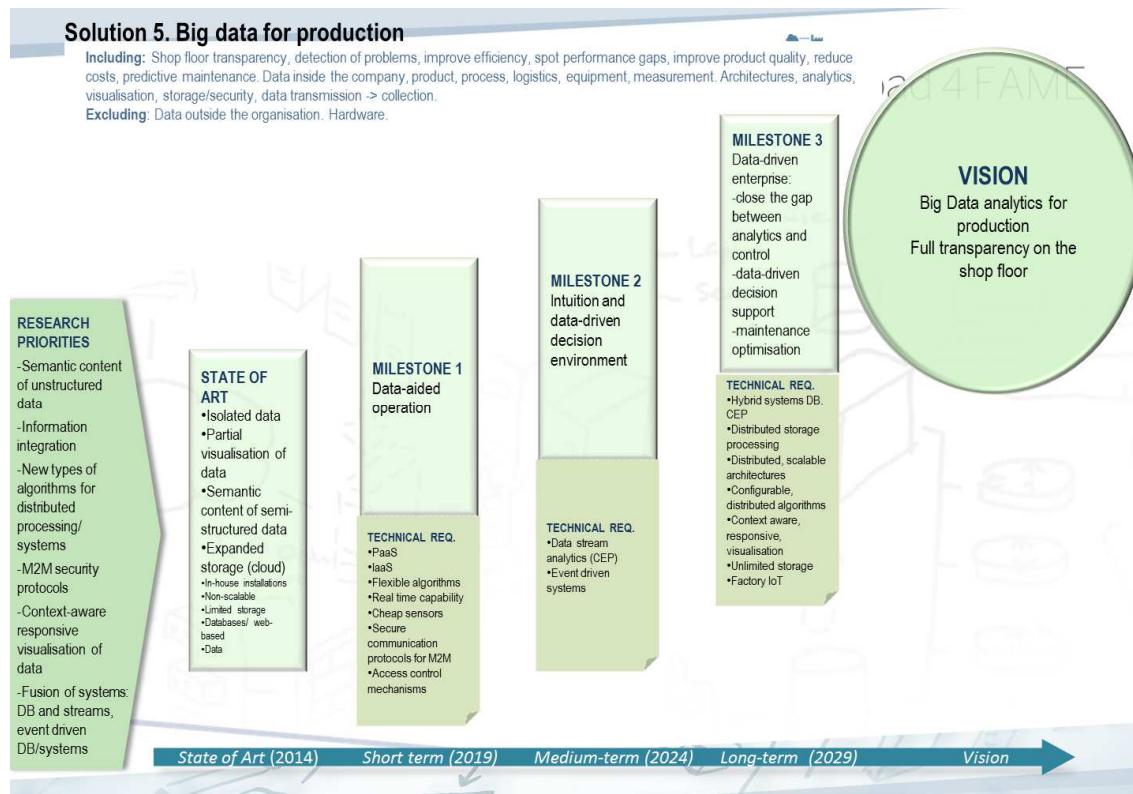 Solution 5. Big data for production
Including: Shop floor transparency, detection of problems, improve efficiency, spot performance gaps, improve product quality, reduce
costs, predictive maintenance. Data inside the company, product, process, logistics, equipment, measurement. Architectures, analytics,
visualisation, storage/security, data transmission -> collection.
Excluding: Data outside the organisation. Hardware.
ad4FAME
VISION
Big Data analytics for
production
Full transparency on the
shop floor
MILESTONE 3
Data-driven
enterprise:
-close the gap
between
analytics and
control
-data-driven
decision
support
-maintenance
optimisation
TECHNICAL REQ.
•Hybrid systems DB.
CEP
•Distributed storage
processing
•Distributed, scalable
architectures
•Configurable,
distributed algorithms
•Context aware,
responsive,
visualisation
•Unlimited storage
•Factory IoT
MILESTONE 2
Intuition and
data-driven
decision
environment
TECHNICAL REQ.
•Data stream
analytics (CEP)
•Event driven
systems
MILESTONE 1
Data-aided
operation
TECHNICAL REQ.
•PaaS
•IaaS
•Flexible algorithms
•Real time capability
•Cheap sensors
•Secure
communication
protocols for M2M
•Access control
mechanisms
STATE OF
ART
•Isolated data
•Partial
visualisation of
data
•Semantic
content of semi-
structured data
•Expanded
storage (cloud)
•In-house installations
•Non-scalable
•Limited storage
•Databases/ web-
based
•Data
RESEARCH
PRIORITIES
-Semantic content
of unstructured
data
-Information
integration
-New types of
algorithms for
distributed
processing/
systems
-M2M security
protocols
-Context-aware
responsive
visualisation of
data
-Fusion of systems:
DB and streams,
event driven
DB/systems
State of Art (2014)
Short term (2019)
Medium-term (2024)
Long-term (2029)
Vision